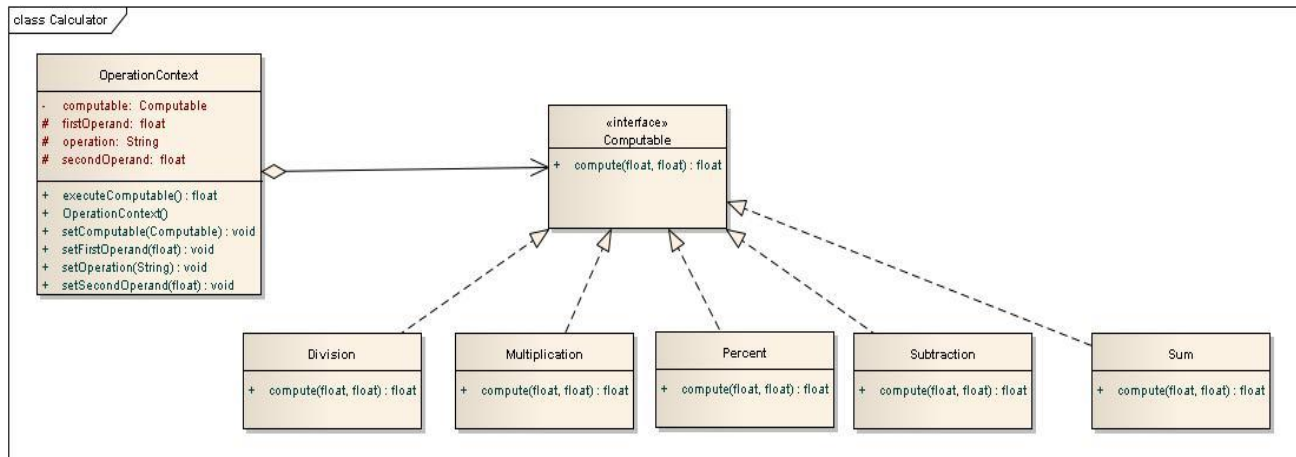 class Calculator
OperationContext
- computable: Computable
# firstOperand: float
# operation: String
# secondOperand: float
+ executeComputable() : float
+ OperationContext()
+ setComputable(Computable) : void
+ setFirstOperand(float) : void
+ setOperation(String) : void
+ setSecondOperand(float) : void
«interface»
Computable
+ compute(float, float) : float
Division
+ compute(float, float) : float
Multiplication
+ compute(float, float) : float
Percent
+ compute(float, float) : float
Subtraction
+ compute(float, float) : float
Sum
+ compute(float, float) : float